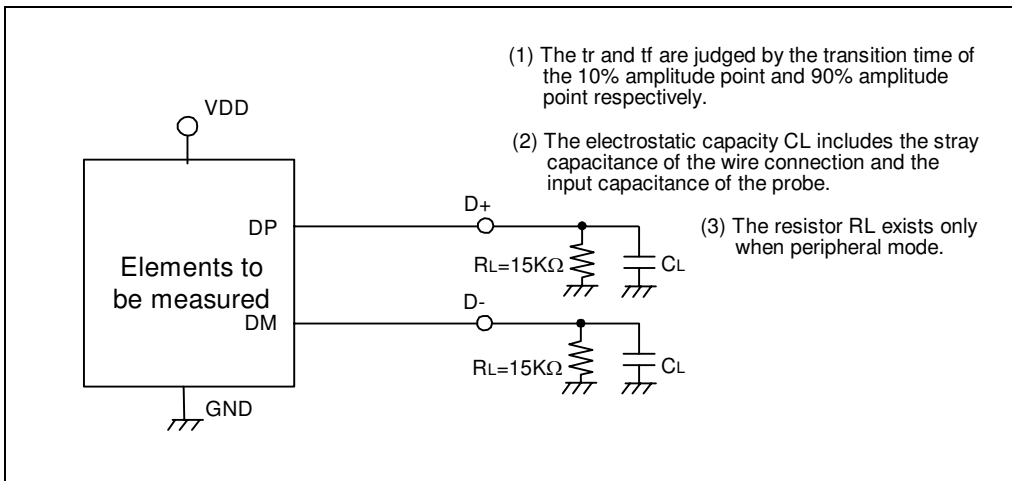 (1) The tr and tf are judged by the transition time of
the 10% amplitude point and 90% amplitude
point respectively.
VDD
(2) The electrostatic capacity CL includes the stray
capacitance of the wire connection and the
input capacitance of the probe.
D+
DP
(3) The resistor RL exists only
when peripheral mode.
RL=15KΩ
CL
Elements to
be measured
D-
DM
RL=15KΩ
CL
GND